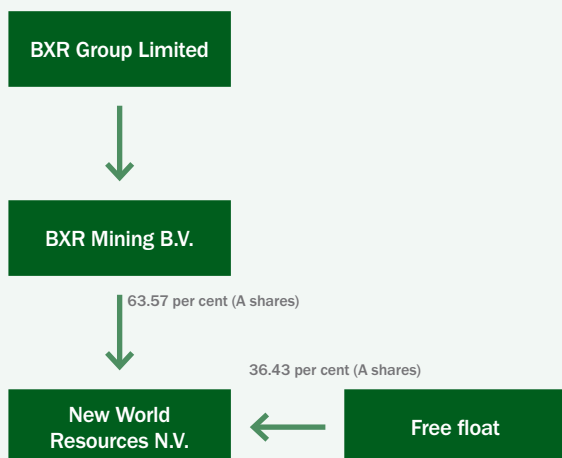 BXR Group Limited
BXR Mining B.V.
63.57 per cent (A shares)
36.43 per cent (A shares)
New World
Resources N.V.
Free float